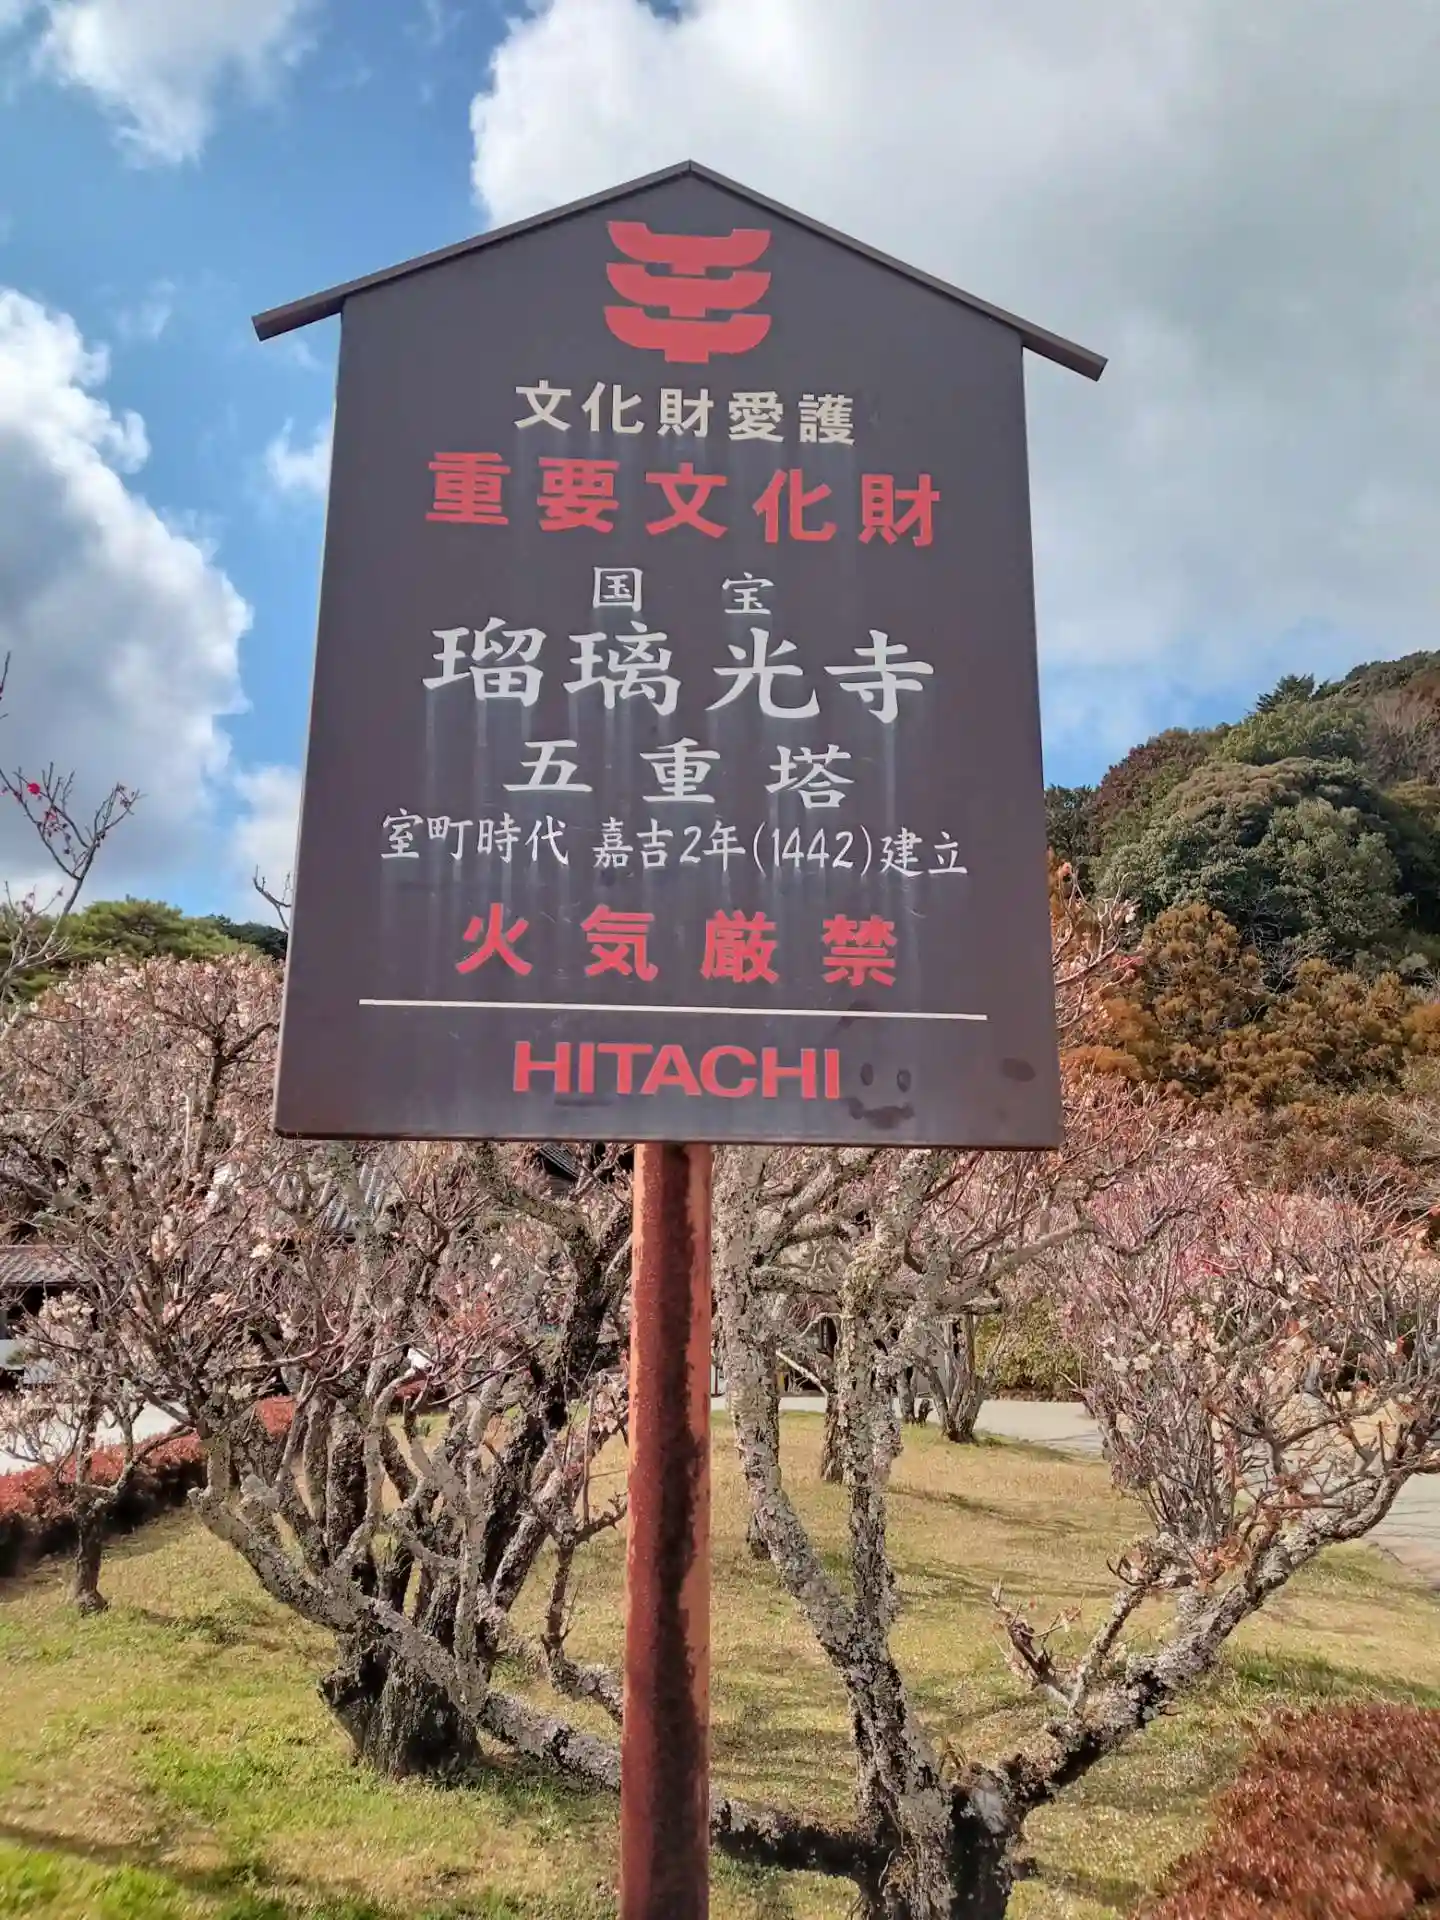 文化財愛護
重要文化財
国 宝
瑠璃光寺
五重塔
室町時代 嘉吉2年(1442)建立
火気厳禁
HITACHI